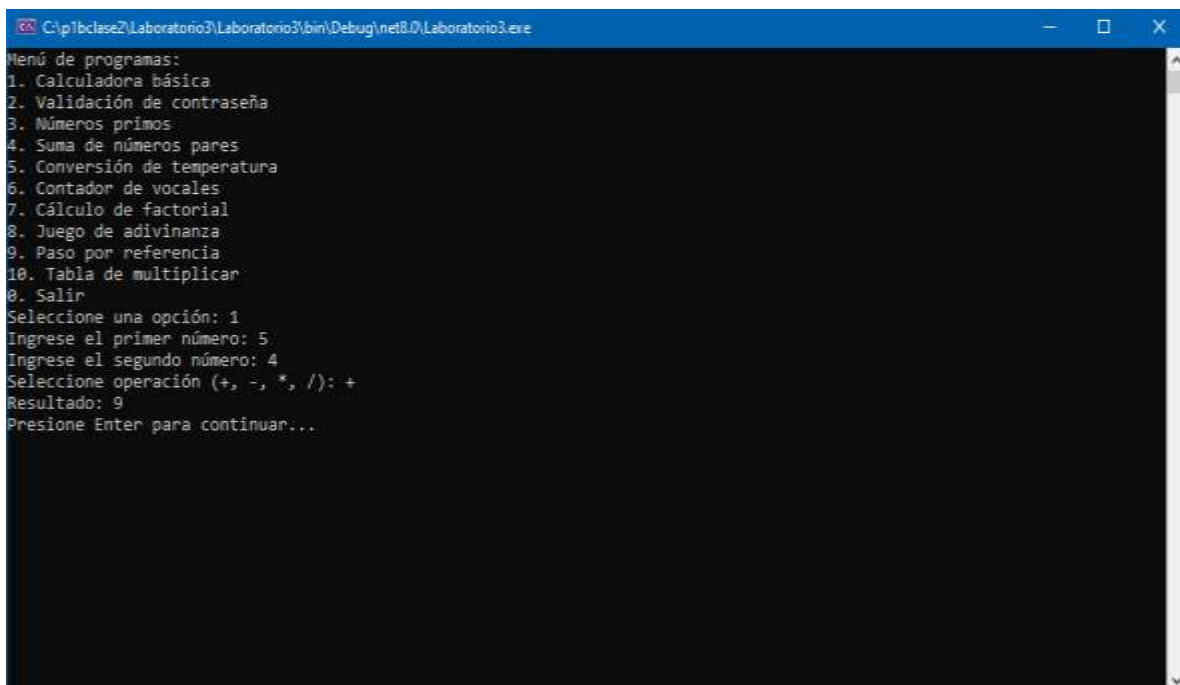 C:\p1bclase2\Laboratorio3\Laboratorio3\bin\Debug\net8.0\Laboratorio3.exe
Menú de programas:
1. Calculadora básica
2. Validación de contraseña
3. Números primos
4. Suma de números pares
5. Conversión de temperatura
6. Contador de vocales
7. Cálculo de factorial
8. Juego de adivinanza
9. Paso por referencia
10. Tabla de multiplicar
0. Salir
Seleccione una opción: 1
Ingrese el primer número: 5
Ingrese el segundo número: 4
Seleccione operación (+, -, *, /): +
Resultado: 9
Presione Enter para continuar...